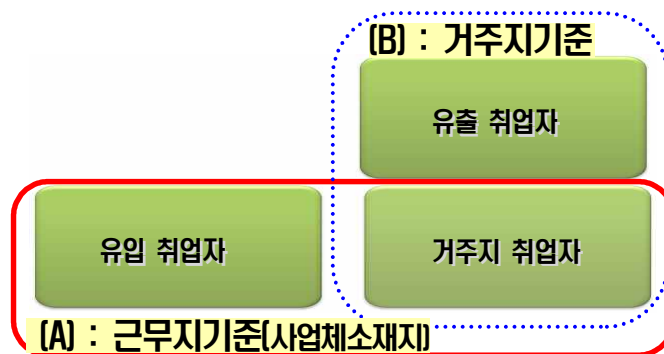 (B) : 거주지기준
유출 취업자
유입 취업자
거주지 취업자
(A) : 근무지기준(사업체소재지)